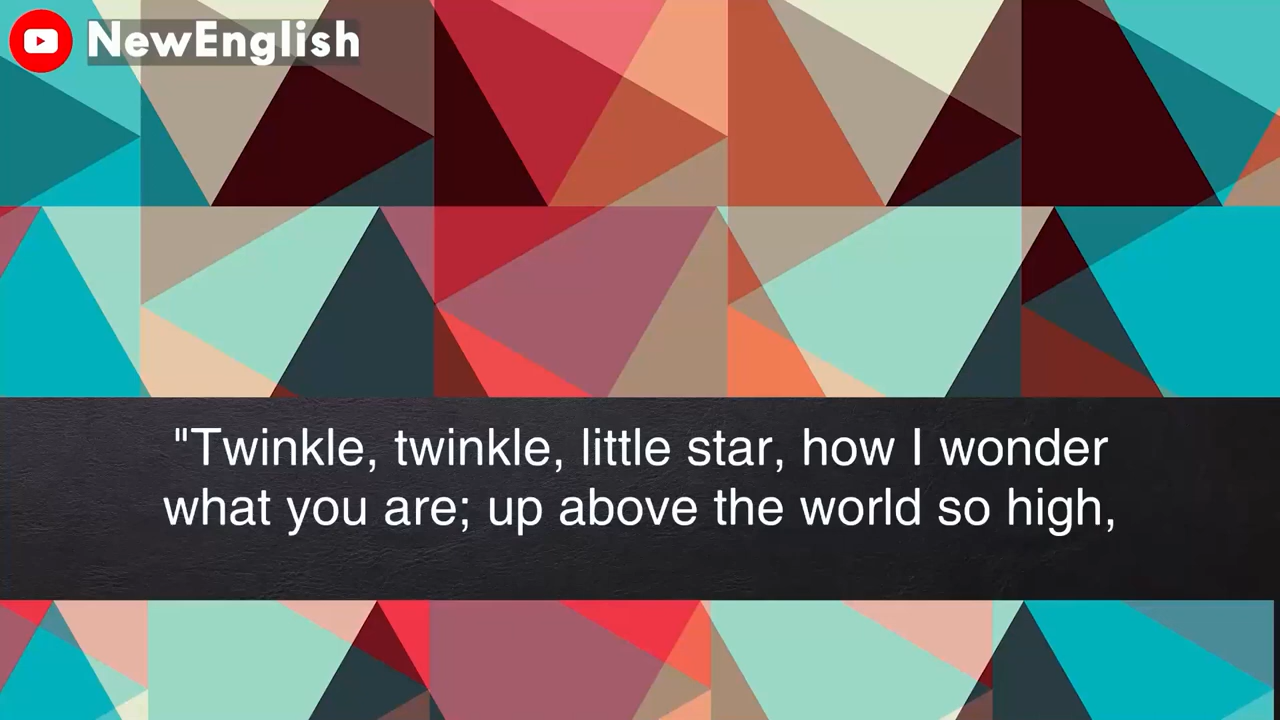 NewEnglish
"Twinkle, twinkle, little star, how I wonder
what you are; up above the world so high,